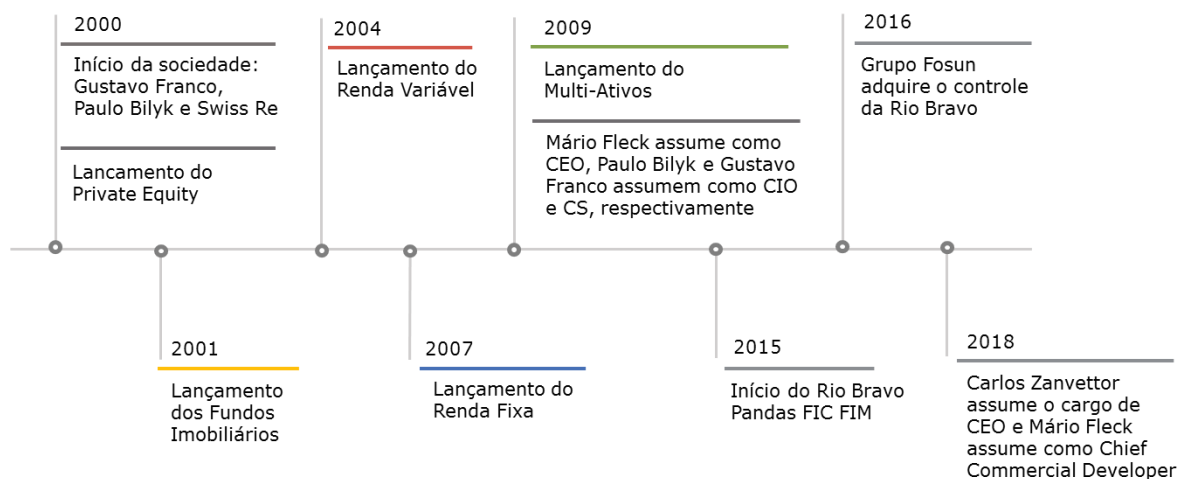 2000
Início da sociedade:
Gustavo Franco,
Paulo Bilyk e Swiss Re
Lancamento do
Private Equity
2001
Lançamento
dos Fundos
Imobiliários
2004
Lançamento do
Renda Variável
2007
Lançamento do
Renda Fixa
2009
Lançamento do
Multi-Ativos
Mário Fleck assume como
CEO, Paulo Bilyk e Gustavo
Franco assumem como CIO
e CS, respectivamente
2015
Início do Rio Bravo
Pandas FIC FIM
2016
Grupo Fosun
adquire o controle
da Rio Bravo
2018
Carlos Zanvettor
assume o cargo de
CEO e Mário Fleck
assume como Chief
Commercial Developer